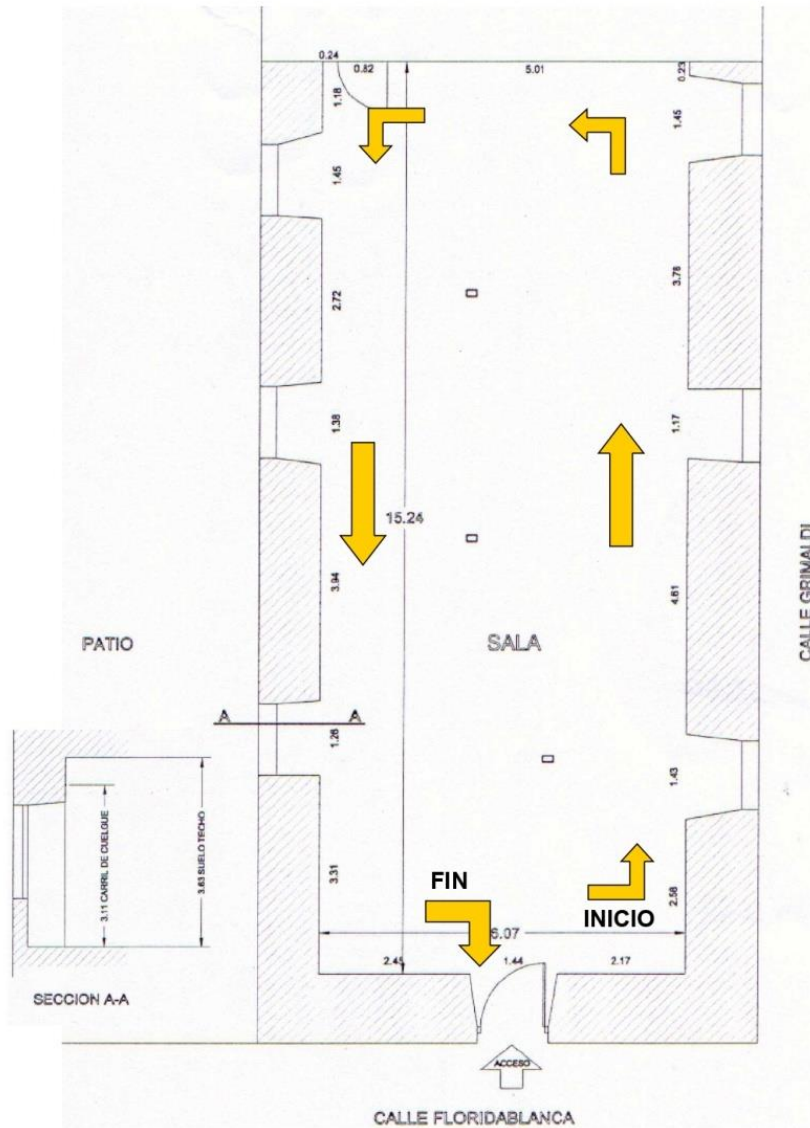 0.24
0.82
5.01
0.23
1.18
1.45
1.45
2.72
3.76
1.38
1.17
15.24
3.94
4.61
CALLE GRIMALDI
PATIO
SALA
A
A
1.26
1.43
3.11 CARRIL DE CUELGUE
3.63 SUELO TECHO
3.31
FIN
2.58
INICIO
6.07
2.45
1.44
2.17
SECCION A-A
ACCESO
CALLE FLORIDABLANCA